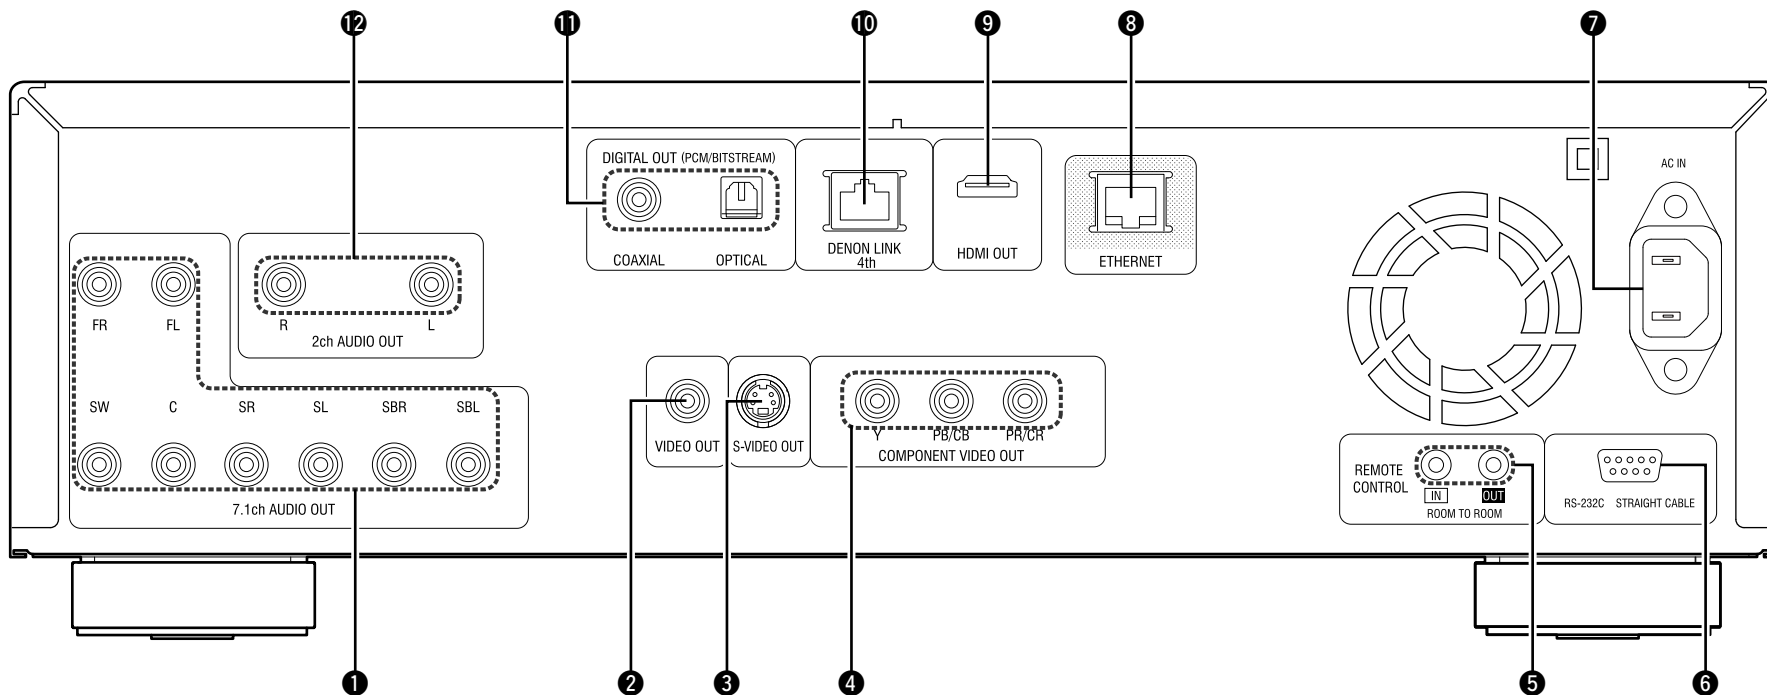 ⓬ ⓫ ❿ ❾ ❽ ❼
DIGITAL OUT (PCM/BITSTREAM)
COAXIAL OPTICAL
DENON LINK
4th
HDMI OUT
ETHERNET
AC IN
FR FL
R L
2ch AUDIO OUT
SW C SR SL SBR SBL
7.1ch AUDIO OUT
VIDEO OUT
S-VIDEO OUT
Y PB/CB PR/CR
COMPONENT VIDEO OUT
REMOTE
CONTROL
IN OUT
ROOM TO ROOM
RS-232C STRAIGHT CABLE
❶ ❷ ❸ ❹ ❺ ❻